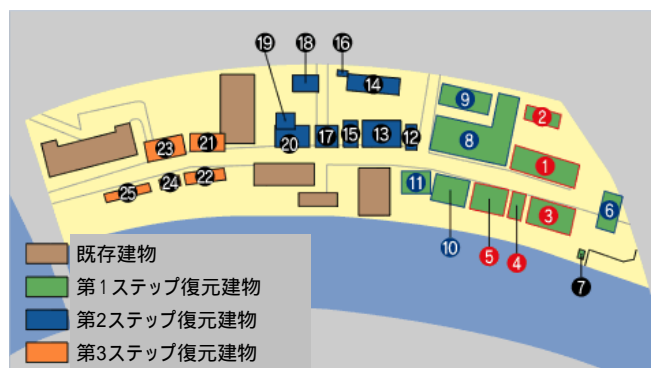 ⑲ ⑱ ⑯
⑭
⑨
②
㉓ ㉑ ⑳ ⑰ ⑮ ⑬ ⑫
⑧
①
㉕ ㉔ ㉒
⑪
⑩ ⑤ ④ ③ ⑥
⑦
既存建物
第1ステップ復元建物
第2ステップ復元建物
第3ステップ復元建物